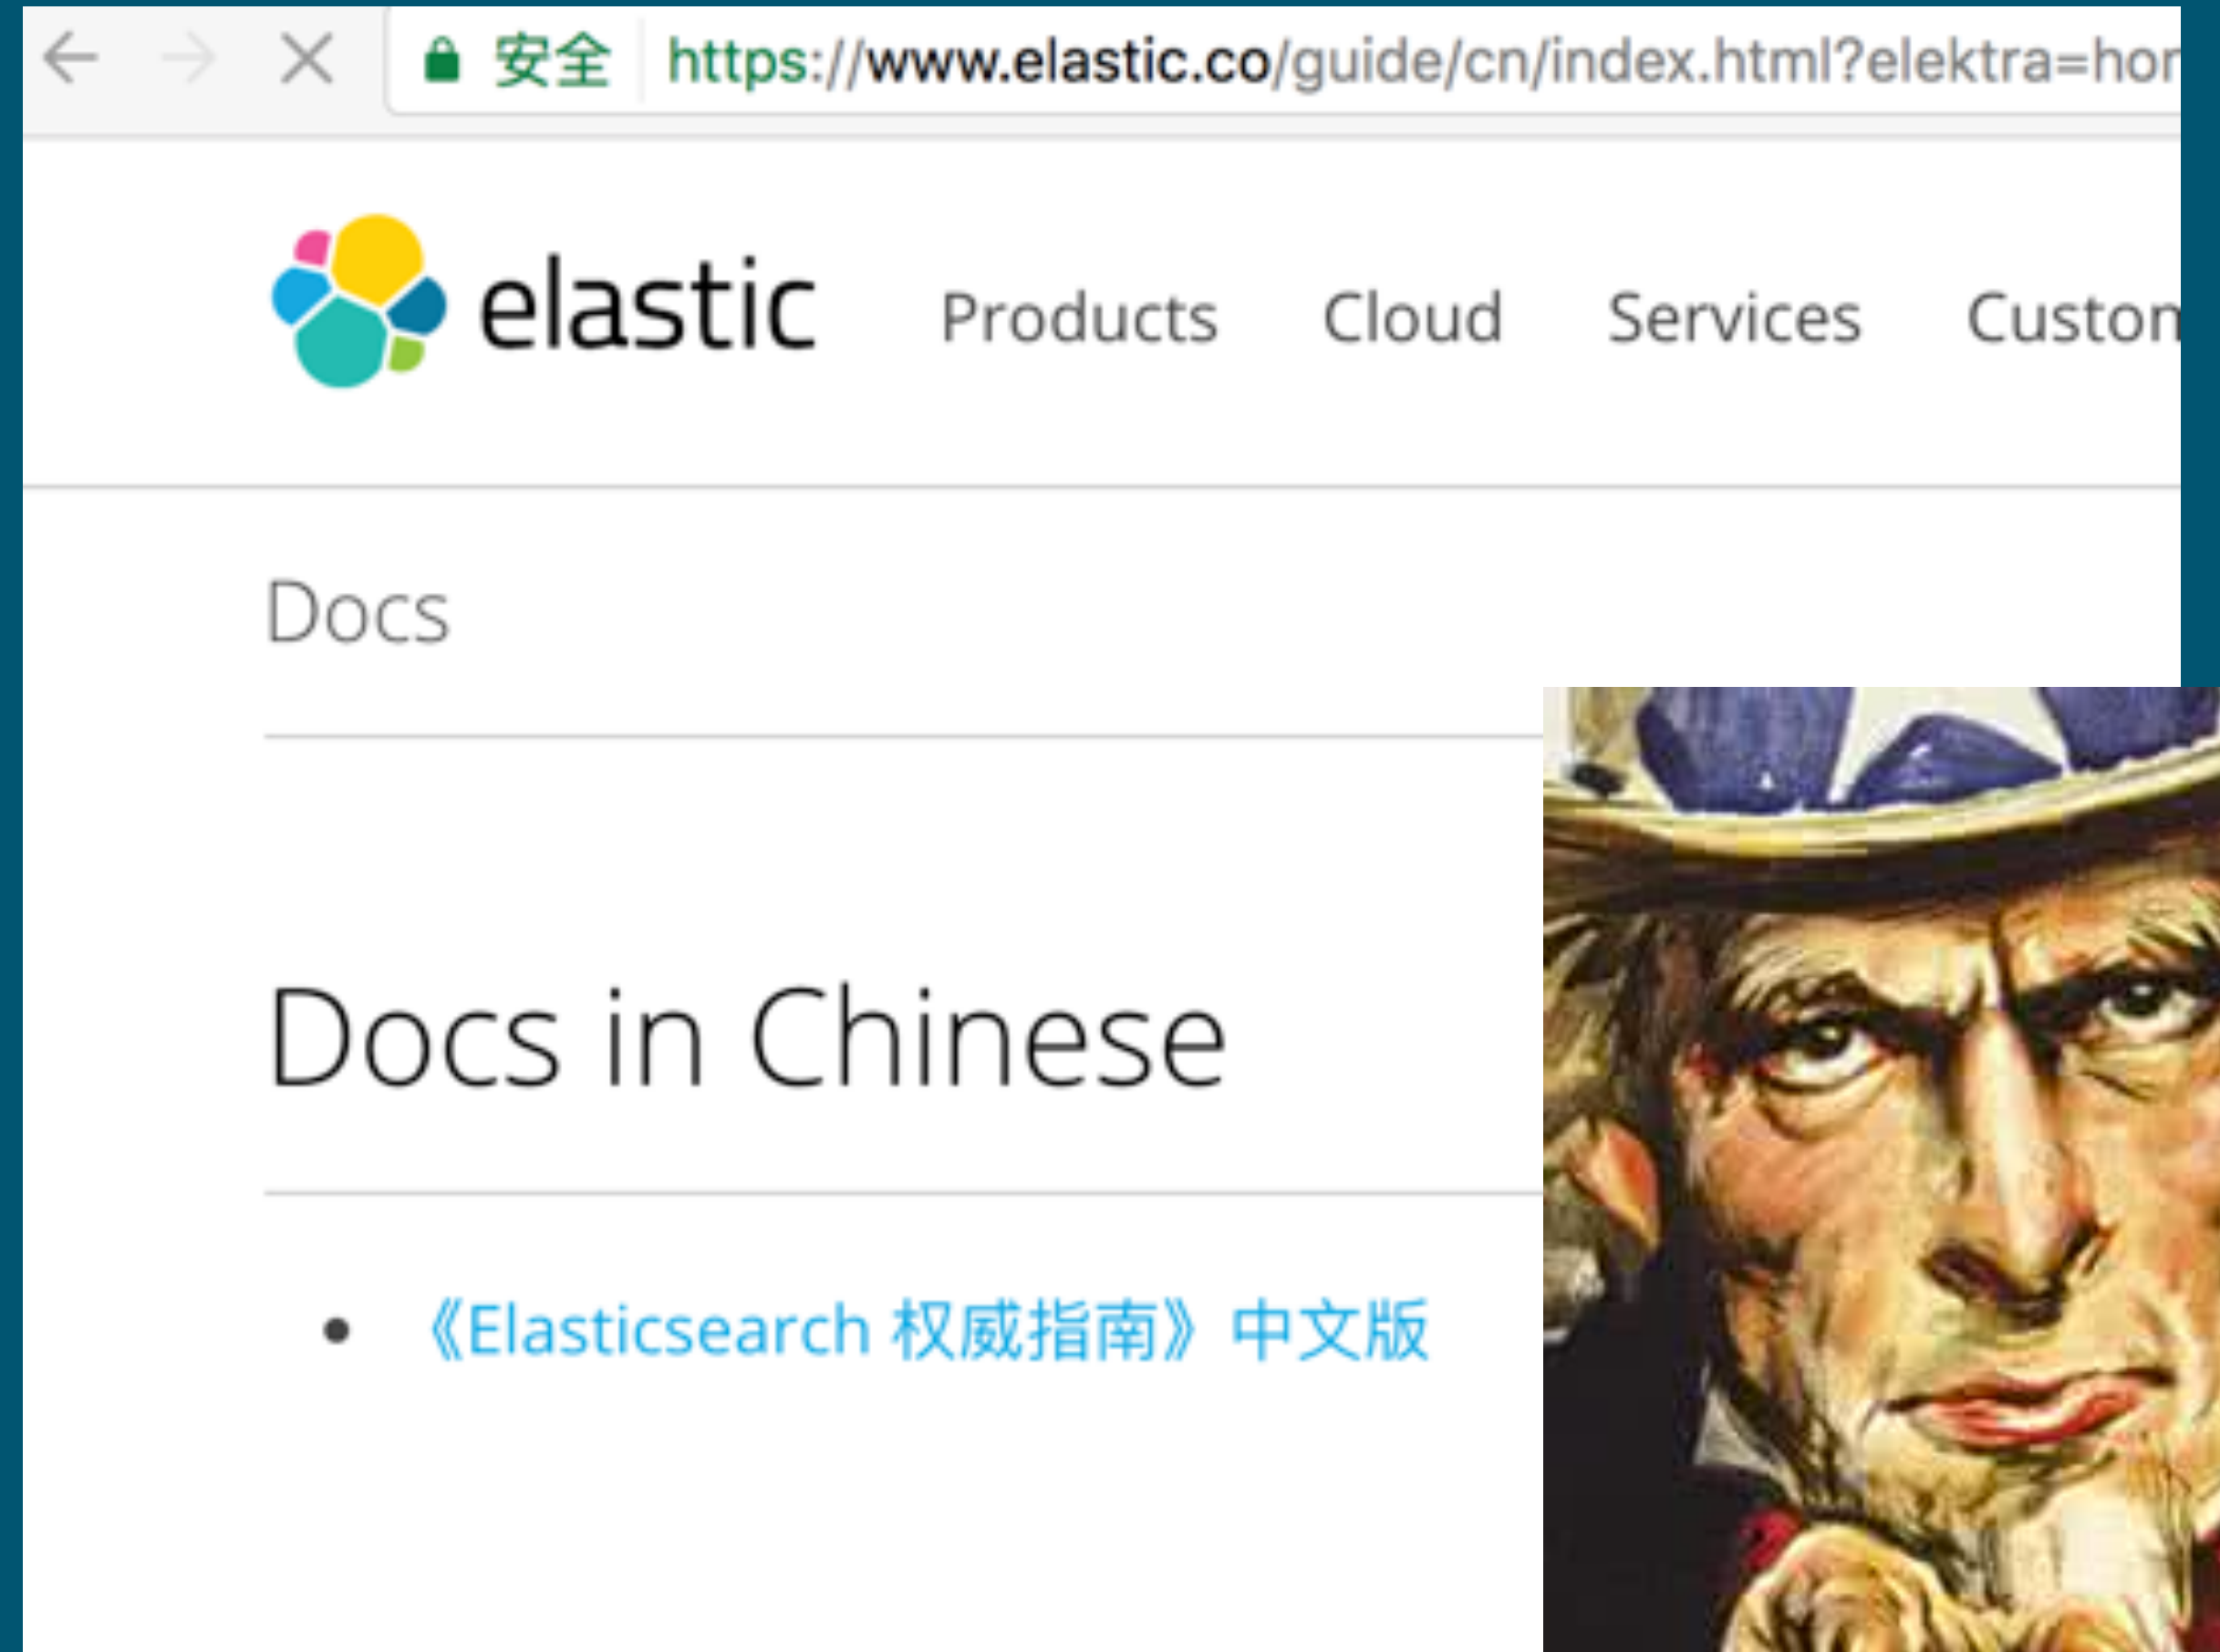 安全 https://www.elastic.co/guide/cn/index.html?elektra=hor
elastic Products Cloud Services Custon
Docs
Docs in Chinese
• 《Elasticsearch 权威指南》中文版